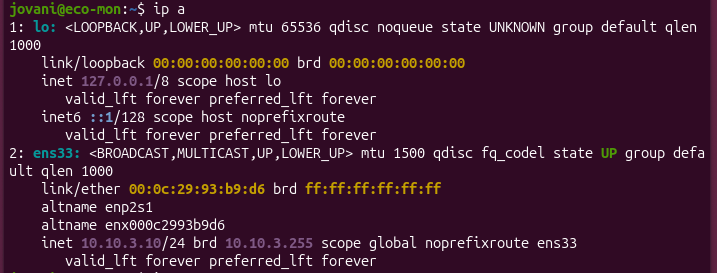 jovani@eco-mon:~$ ip a
1: lo: <LOOPBACK,UP,LOWER_UP> mtu 65536 qdisc noqueue state UNKNOWN group default qlen
1000
    link/loopback 00:00:00:00:00:00 brd 00:00:00:00:00:00
    inet 127.0.0.1/8 scope host lo
       valid_lft forever preferred_lft forever
    inet6 ::1/128 scope host noprefixroute
       valid_lft forever preferred_lft forever
2: ens33: <BROADCAST,MULTICAST,UP,LOWER_UP> mtu 1500 qdisc fq_codel state UP group defa
ult qlen 1000
    link/ether 00:0c:29:93:b9:d6 brd ff:ff:ff:ff:ff:ff
    altname enp2s1
    altname enx000c2993b9d6
    inet 10.10.3.10/24 brd 10.10.3.255 scope global noprefixroute ens33
       valid_lft forever preferred_lft forever